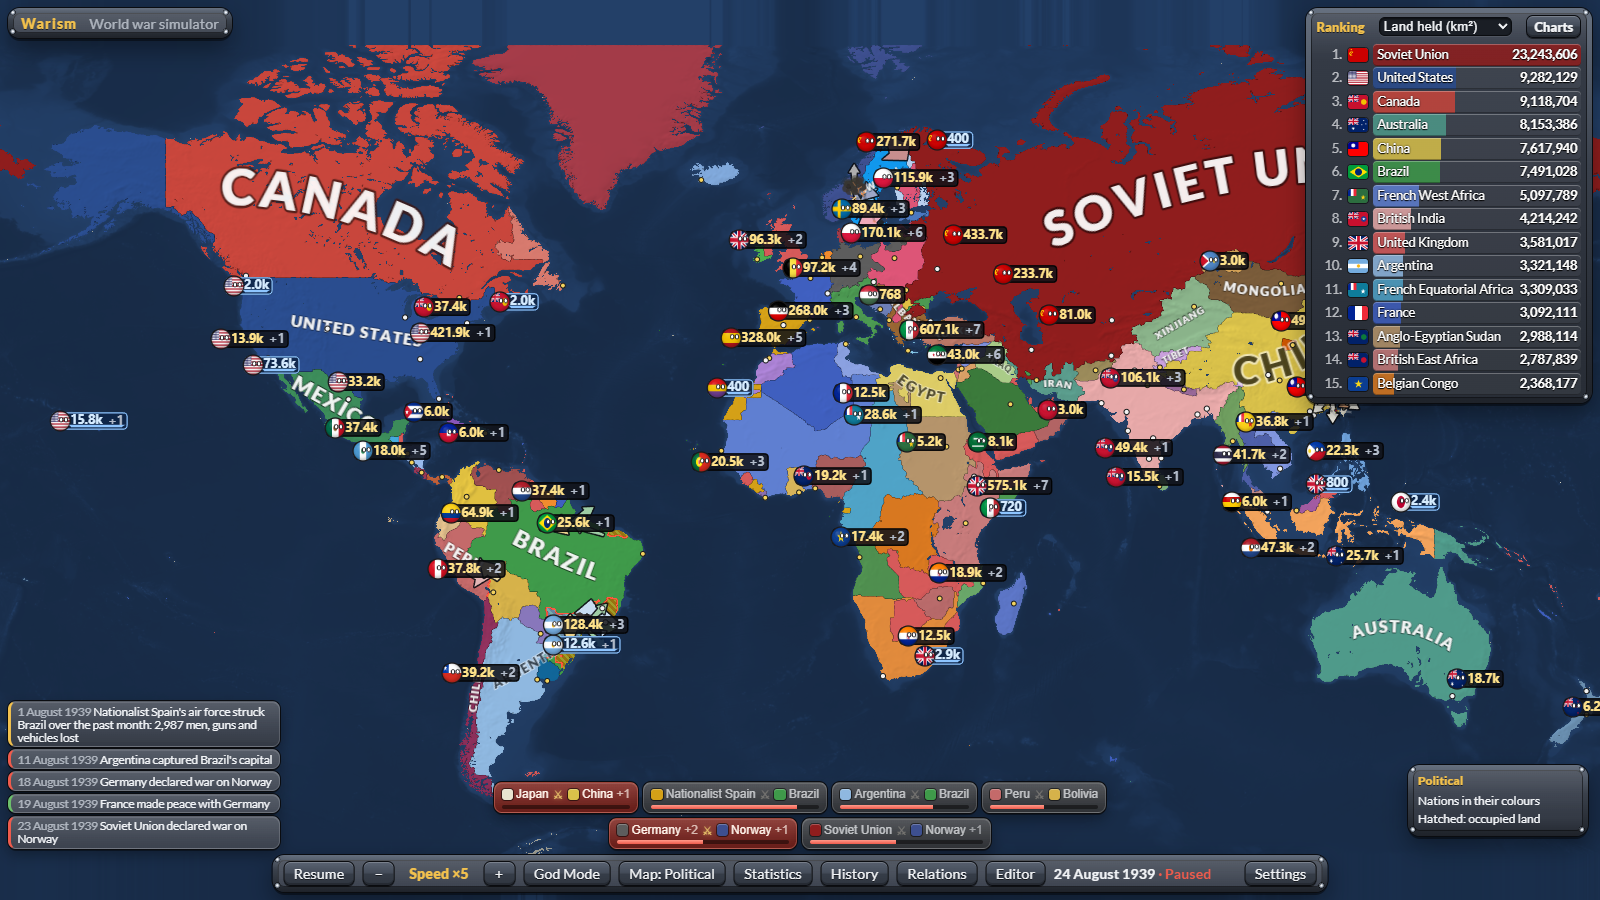 Warism World war simulator
Ranking Land held (km²) Charts
1. Soviet Union 23,243,606
2. United States 9,282,129
3. Canada 9,118,704
4. Australia 8,153,386
5. China 7,617,940
6. Brazil 7,491,028
7. French West Africa 5,097,789
8. British India 4,214,242
9. United Kingdom 3,581,017
10. Argentina 3,321,148
11. French Equatorial Africa 3,309,033
12. France 3,092,111
13. Anglo-Egyptian Sudan 2,988,114
14. British East Africa 2,787,839
15. Belgian Congo 2,368,177
CANADA
SOVIET UN
UNITED STATE
MEXICO
BRAZIL
CHILE
EGYPT
IRAN
XINJIANG
TIBET
MONGOLIA
CHI
AUSTRALIA
271.7k
400
115.9k +3
89.4k +3
170.1k +6
433.7k
96.3k +2
97.2k +4
233.7k
3.0k
768
268.0k +3
328.0k +5
607.1k +7
81.0k
43.0k +6
106.1k +3
2.0k
37.4k
2.0k
421.9k +1
13.9k +1
73.6k
33.2k
15.8k +1
37.4k
6.0k
6.0k +1
18.0k +5
400
12.5k
28.6k +1
3.0k
5.2k
8.1k
36.8k +1
49.4k +1
41.7k +2
22.3k +3
20.5k +3
19.2k +1
15.5k +1
575.1k +7
720
800
2.4k
6.0k +1
37.4k +1
64.9k +1
25.6k +1
17.4k +2
47.3k +2
25.7k +1
37.8k +2
18.9k +2
128.4k +3
12.6k +1
12.5k
2.9k
39.2k +2
18.7k
6.2
1 August 1939 Nationalist Spain's air force struck
Brazil over the past month: 2,987 men, guns and
vehicles lost
11 August 1939 Argentina captured Brazil's capital
18 August 1939 Germany declared war on Norway
19 August 1939 France made peace with Germany
23 August 1939 Soviet Union declared war on
Norway
Japan China +1
Nationalist Spain Brazil
Argentina Brazil
Peru Bolivia
Germany +2 Norway +1
Soviet Union Norway +1
Political
Nations in their colours
Hatched: occupied land
Resume − Speed ×5 + God Mode Map: Political Statistics History Relations Editor 24 August 1939 · Paused Settings